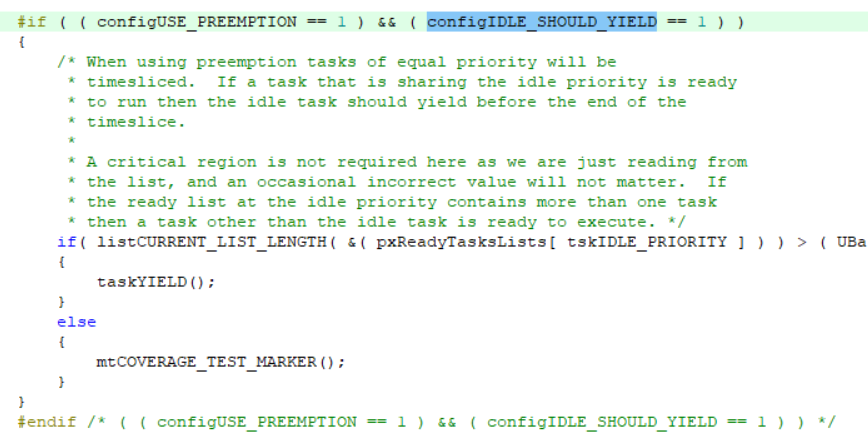 #if ( ( configUSE_PREEMPTION == 1 ) && ( configIDLE_SHOULD_YIELD == 1 ) )
{
    /* When using preemption tasks of equal priority will be
     * timesliced.  If a task that is sharing the idle priority is ready
     * to run then the idle task should yield before the end of the
     * timeslice.
     *
     * A critical region is not required here as we are just reading from
     * the list, and an occasional incorrect value will not matter.  If
     * the ready list at the idle priority contains more than one task
     * then a task other than the idle task is ready to execute. */
    if( listCURRENT_LIST_LENGTH( &( pxReadyTasksLists[ tskIDLE_PRIORITY ] ) ) > ( UBa
    {
        taskYIELD();
    }
    else
    {
        mtCOVERAGE_TEST_MARKER();
    }
}
#endif /* ( ( configUSE_PREEMPTION == 1 ) && ( configIDLE_SHOULD_YIELD == 1 ) ) */